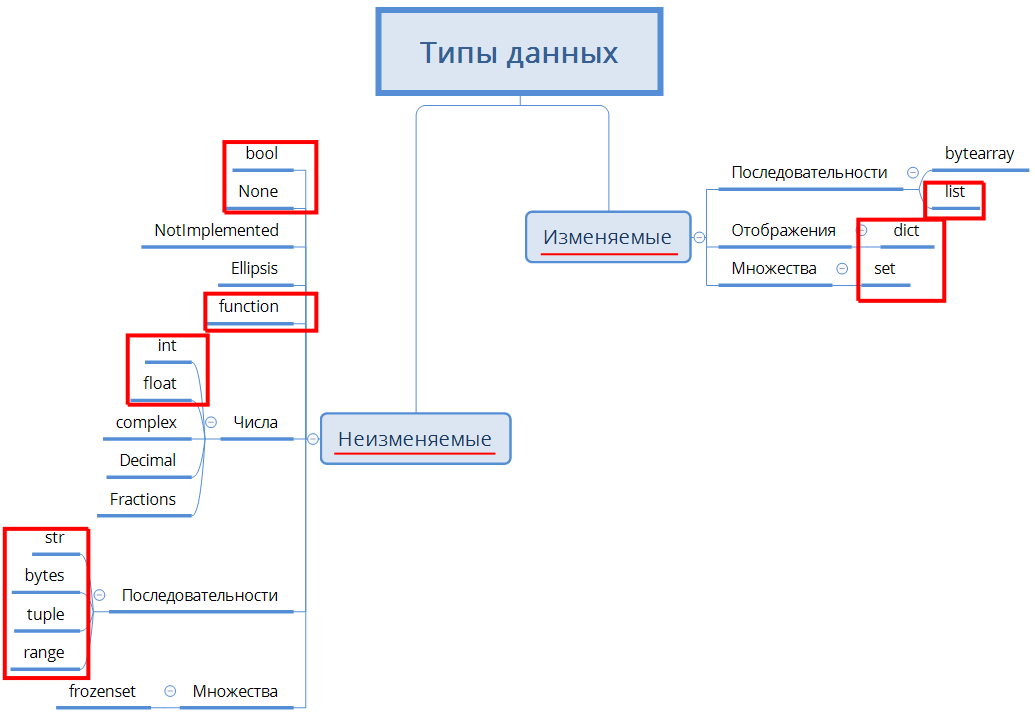 Типы данных
bool
None
NotImplemented
Ellipsis
function
int
float
complex
Decimal
Fractions
Числа
str
bytes
tuple
range
Последовательности
frozenset
Множества
Неизменяемые
Изменяемые
Последовательности
bytearray
list
Отображения
dict
Множества
set